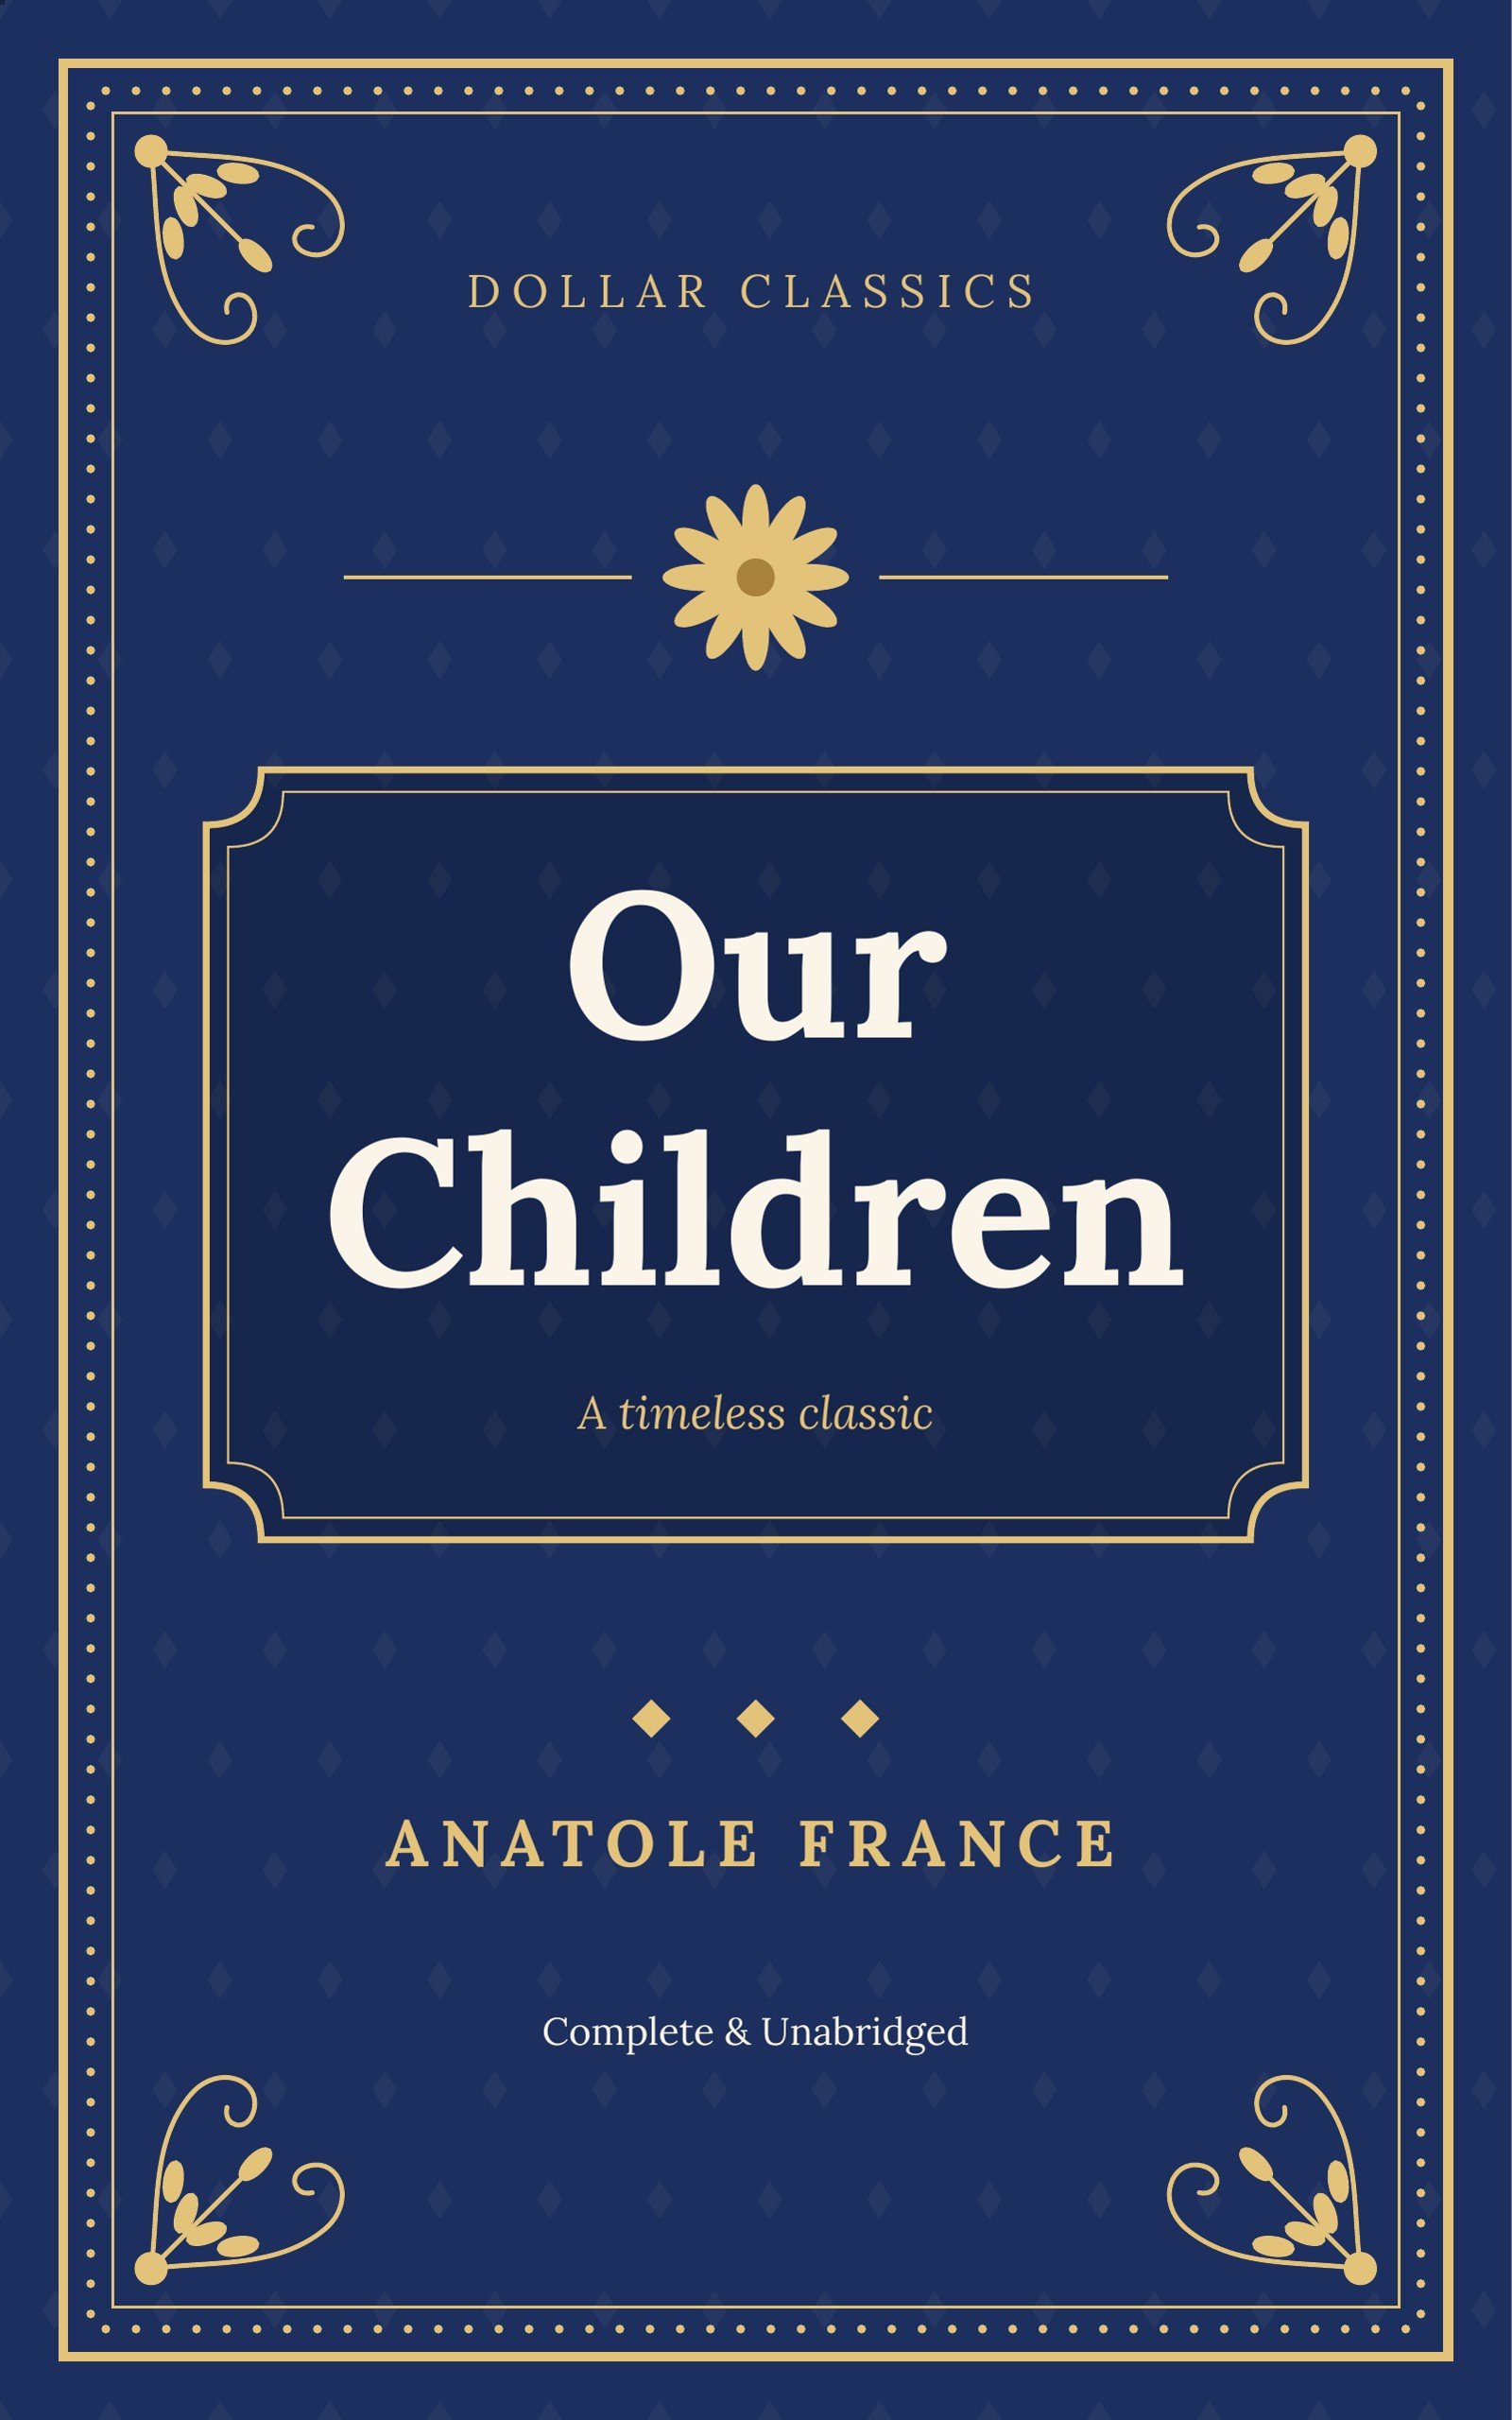 DOLLAR CLASSICS
Our
Children
A timeless classic
ANATOLE FRANCE
Complete & Unabridged